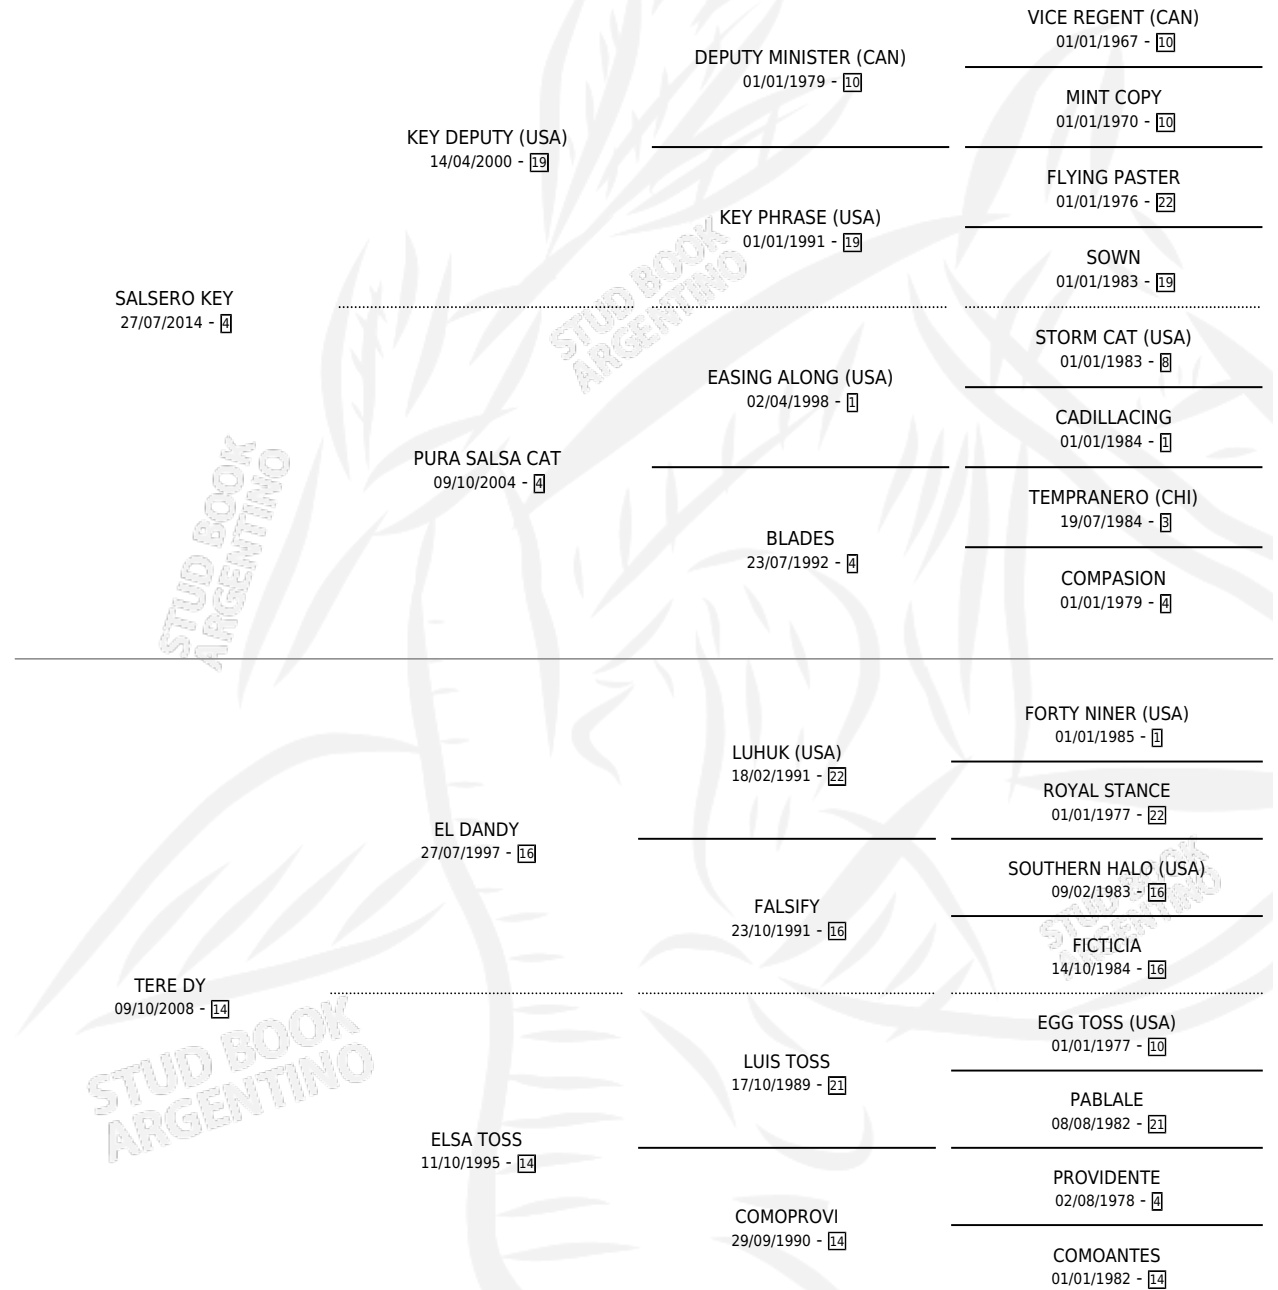 VICE REGENT (CAN)
01/01/1967 - 10
DEPUTY MINISTER (CAN)
01/01/1979 - 10
MINT COPY
01/01/1970 - 10
KEY DEPUTY (USA)
14/04/2000 - 19
FLYING PASTER
01/01/1976 - 22
KEY PHRASE (USA)
01/01/1991 - 19
SOWN
01/01/1983 - 19
SALSERO KEY
27/07/2014 - 4
STORM CAT (USA)
01/01/1983 - 8
EASING ALONG (USA)
02/04/1998 - 1
CADILLACING
01/01/1984 - 1
PURA SALSA CAT
09/10/2004 - 4
TEMPRANERO (CHI)
19/07/1984 - 3
BLADES
23/07/1992 - 4
COMPASION
01/01/1979 - 4
FORTY NINER (USA)
01/01/1985 - 1
LUHUK (USA)
18/02/1991 - 22
ROYAL STANCE
01/01/1977 - 22
EL DANDY
27/07/1997 - 16
SOUTHERN HALO (USA)
09/02/1983 - 16
FALSIFY
23/10/1991 - 16
FICTICIA
14/10/1984 - 16
TERE DY
09/10/2008 - 14
EGG TOSS (USA)
01/01/1977 - 10
LUIS TOSS
17/10/1989 - 21
PABLALE
08/08/1982 - 21
ELSA TOSS
11/10/1995 - 14
PROVIDENTE
02/08/1978 - 4
COMOPROVI
29/09/1990 - 14
COMOANTES
01/01/1982 - 14
STUD BOOK
ARGENTINO
STUD BOOK
ARGENTINO
STUD BOOK
ARGENTINO
STUD BOOK
ARGENTINO